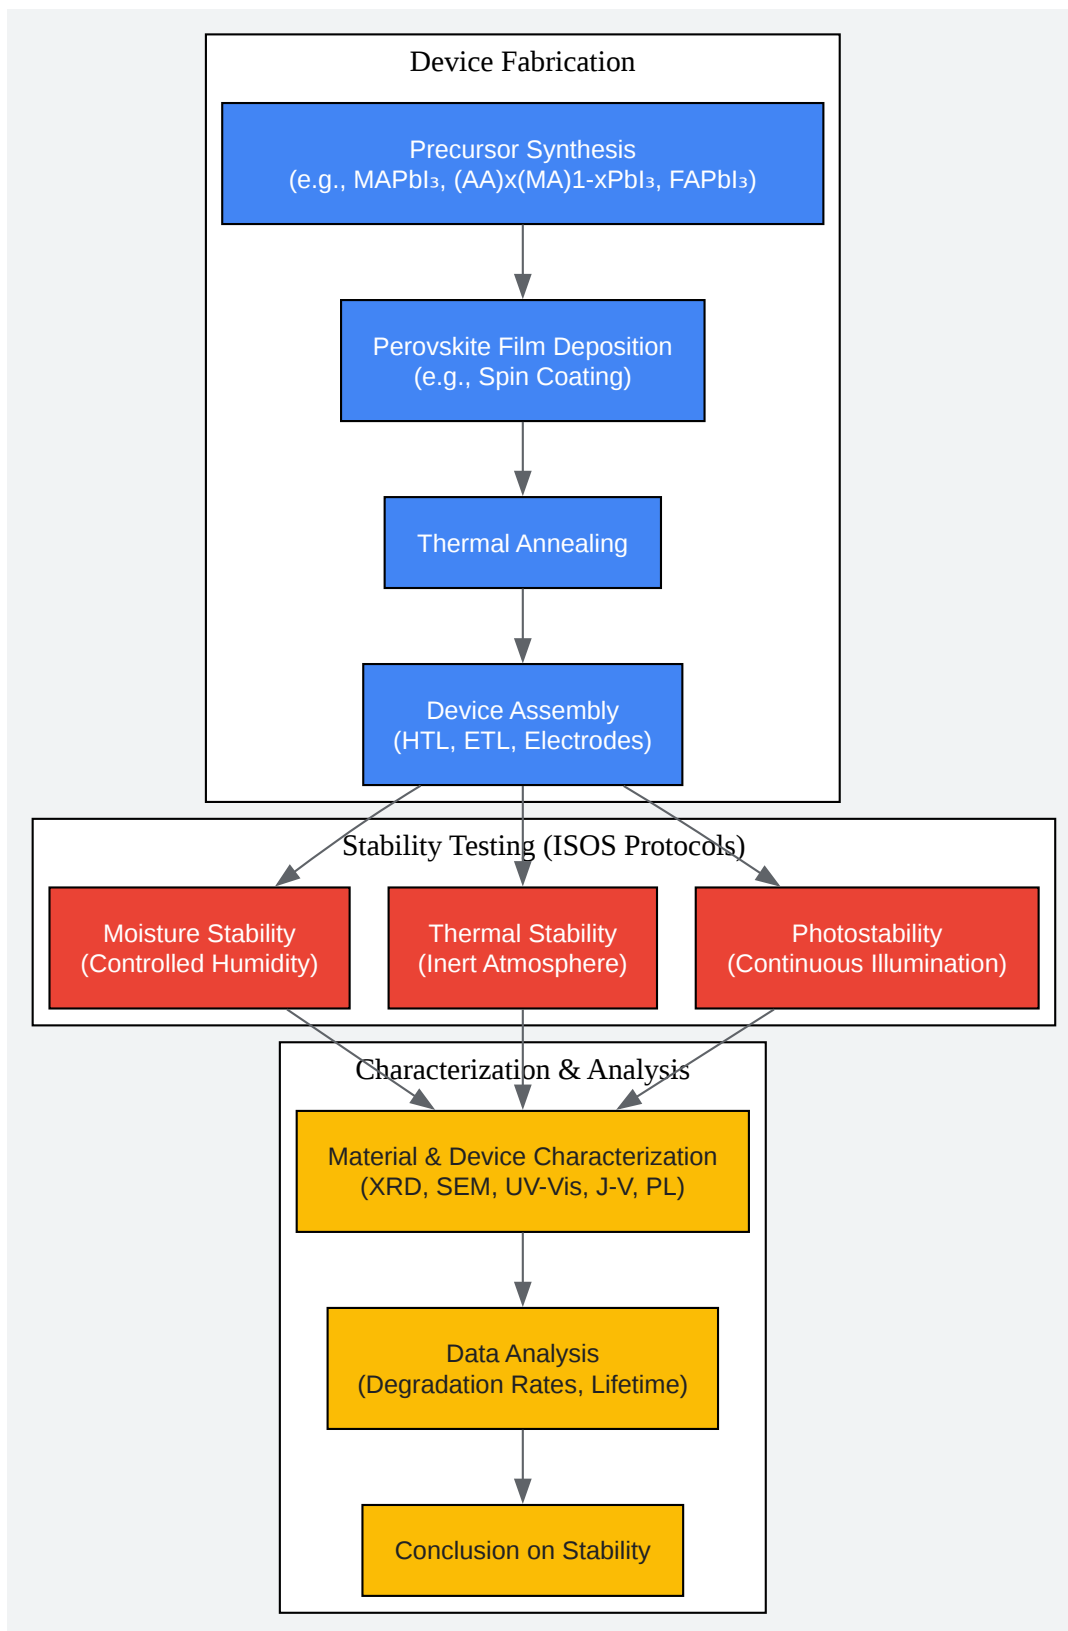 Device Fabrication
Precursor Synthesis
(e.g., MAPbI₃, (AA)x(MA)1-xPbI₃, FAPbI₃)
Perovskite Film Deposition
(e.g., Spin Coating)
Thermal Annealing
Device Assembly
(HTL, ETL, Electrodes)
Stability Testing (ISOS Protocols)
Moisture Stability
(Controlled Humidity)
Thermal Stability
(Inert Atmosphere)
Photostability
(Continuous Illumination)
Characterization & Analysis
Material & Device Characterization
(XRD, SEM, UV-Vis, J-V, PL)
Data Analysis
(Degradation Rates, Lifetime)
Conclusion on Stability